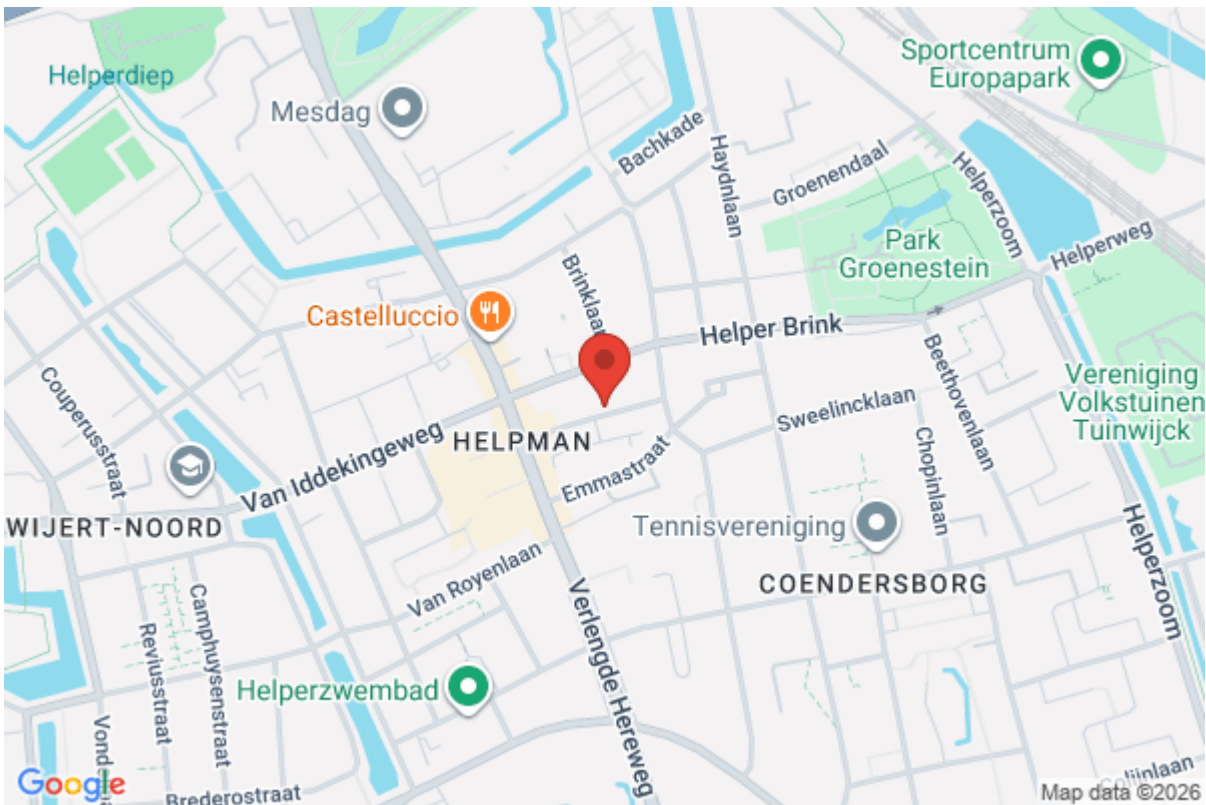 Helperdiep
Mesdag
Sportcentrum
Europapark
Bachkade
Haydnlaan
Groenendaal
Helperzoom
Park
Groenestein
Helperweg
Brinklaan
Castelluccio
Helper Brink
Beethovenlaan
Couperusstraat
Vereniging
Volkstuinen
Tuinwijck
Sweelincklaan
Chopinlaan
Van Iddekingeweg
HELPMAN
Emmastraat
WIJERT-NOORD
Tennisvereniging
Helperzoom
COENDERSBORG
Van Royenlaan
Verlengde Hereweg
Camphuysenstraat
Reviusstraat
Helperzwembad
Google
Brederostraat
Map data ©2026